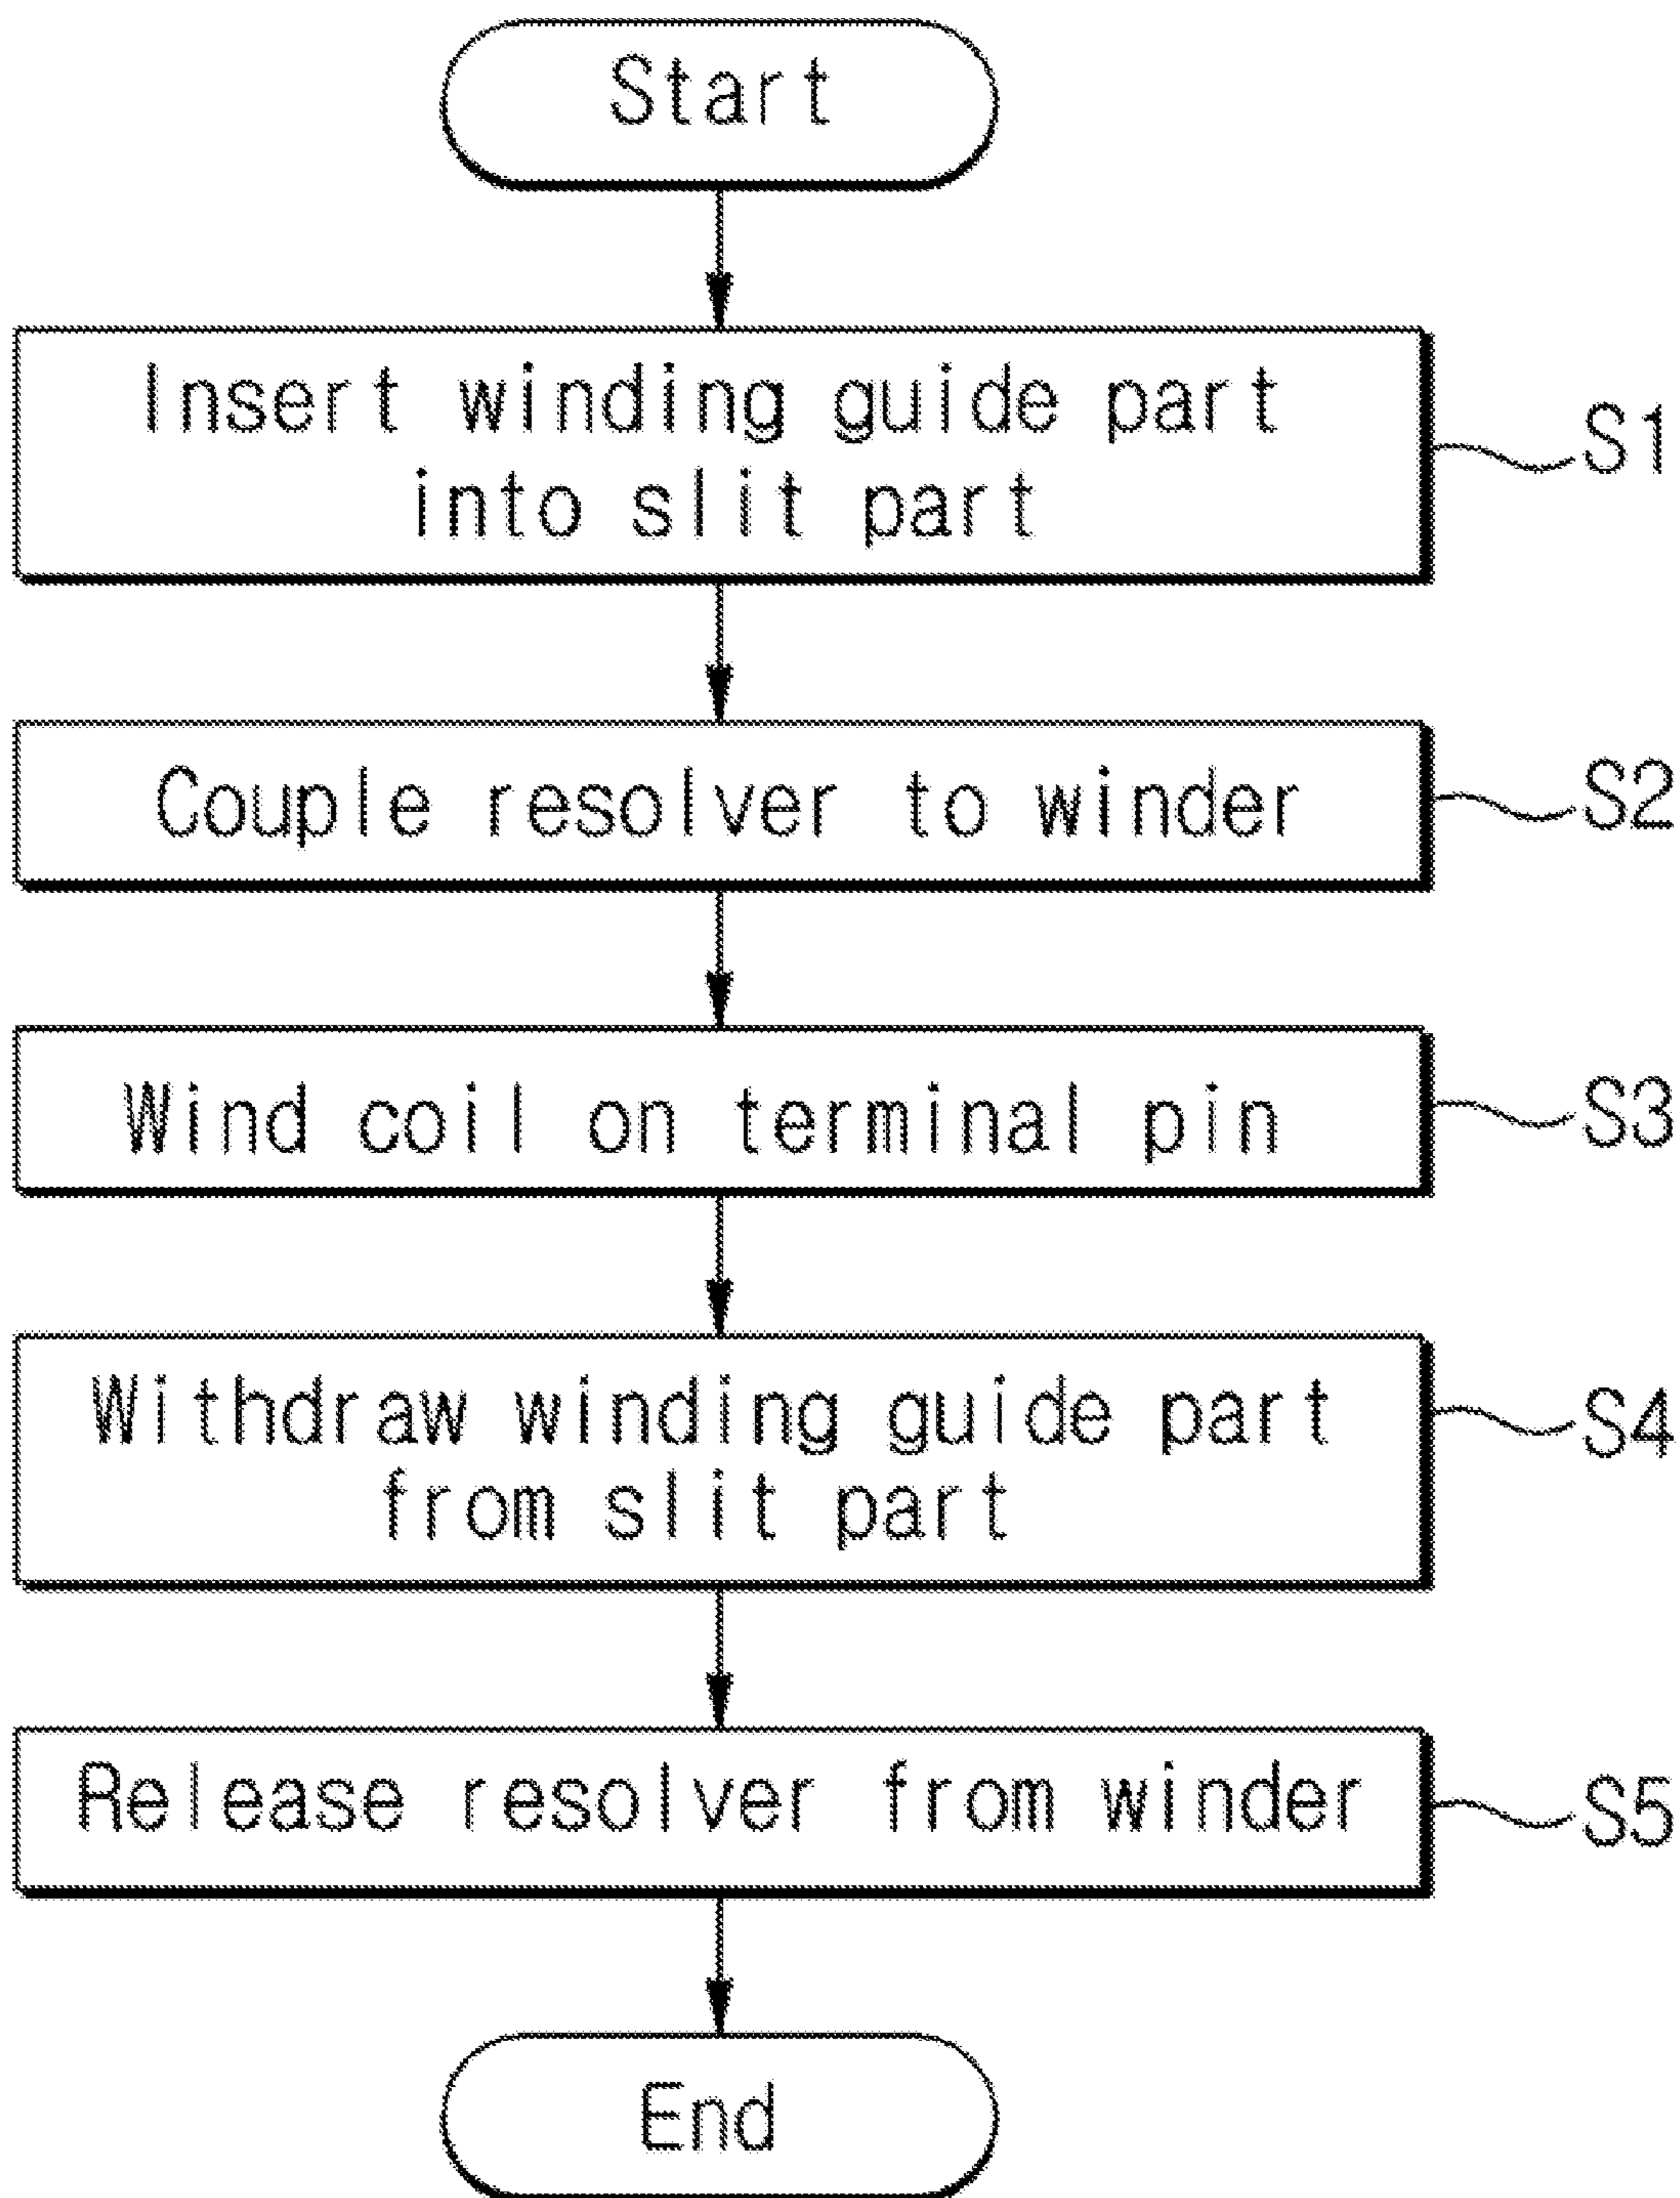 Start
Insert winding guide part
into slit part
S1
Couple resolver to winder
S2
Wind coil on terminal pin
S3
Withdraw winding guide part
from slit part
S4
Release resolver from winder
S5
End